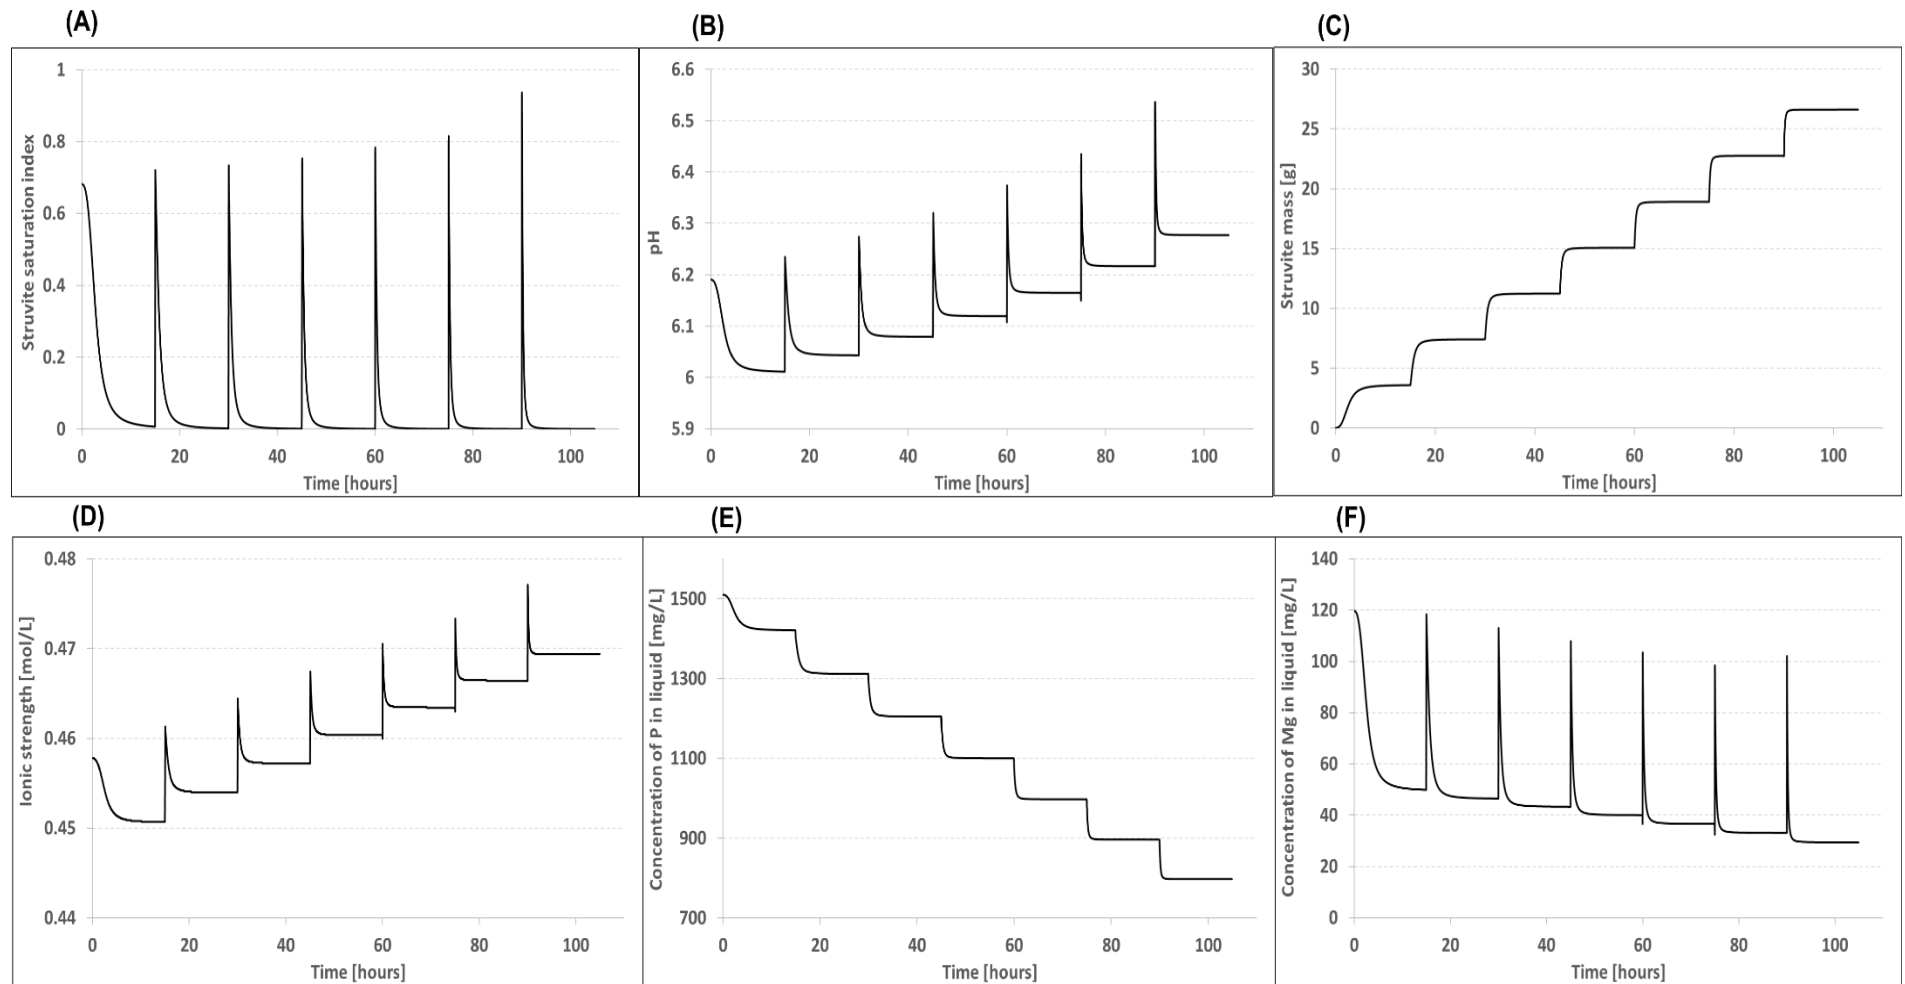 (A)
Struvite saturation index
1
0.8
0.6
0.4
0.2
0
0 20 40 60 80 100
Time [hours]
(B)
pH
6.6
6.5
6.4
6.3
6.2
6.1
6
5.9
0 20 40 60 80 100
Time [hours]
(C)
Struvite mass [g]
30
25
20
15
10
5
0
0 20 40 60 80 100
Time [hours]
(D)
Ionic strength [mol/L]
0.48
0.47
0.46
0.45
0.44
0 20 40 60 80 100
Time [hours]
(E)
Concentration of P in liquid [mg/L]
1500
1300
1100
900
700
0 20 40 60 80 100
Time [hours]
(F)
Concentration of Mg in liquid [mg/L]
140
120
100
80
60
40
20
0
0 20 40 60 80 100
Time [hours]